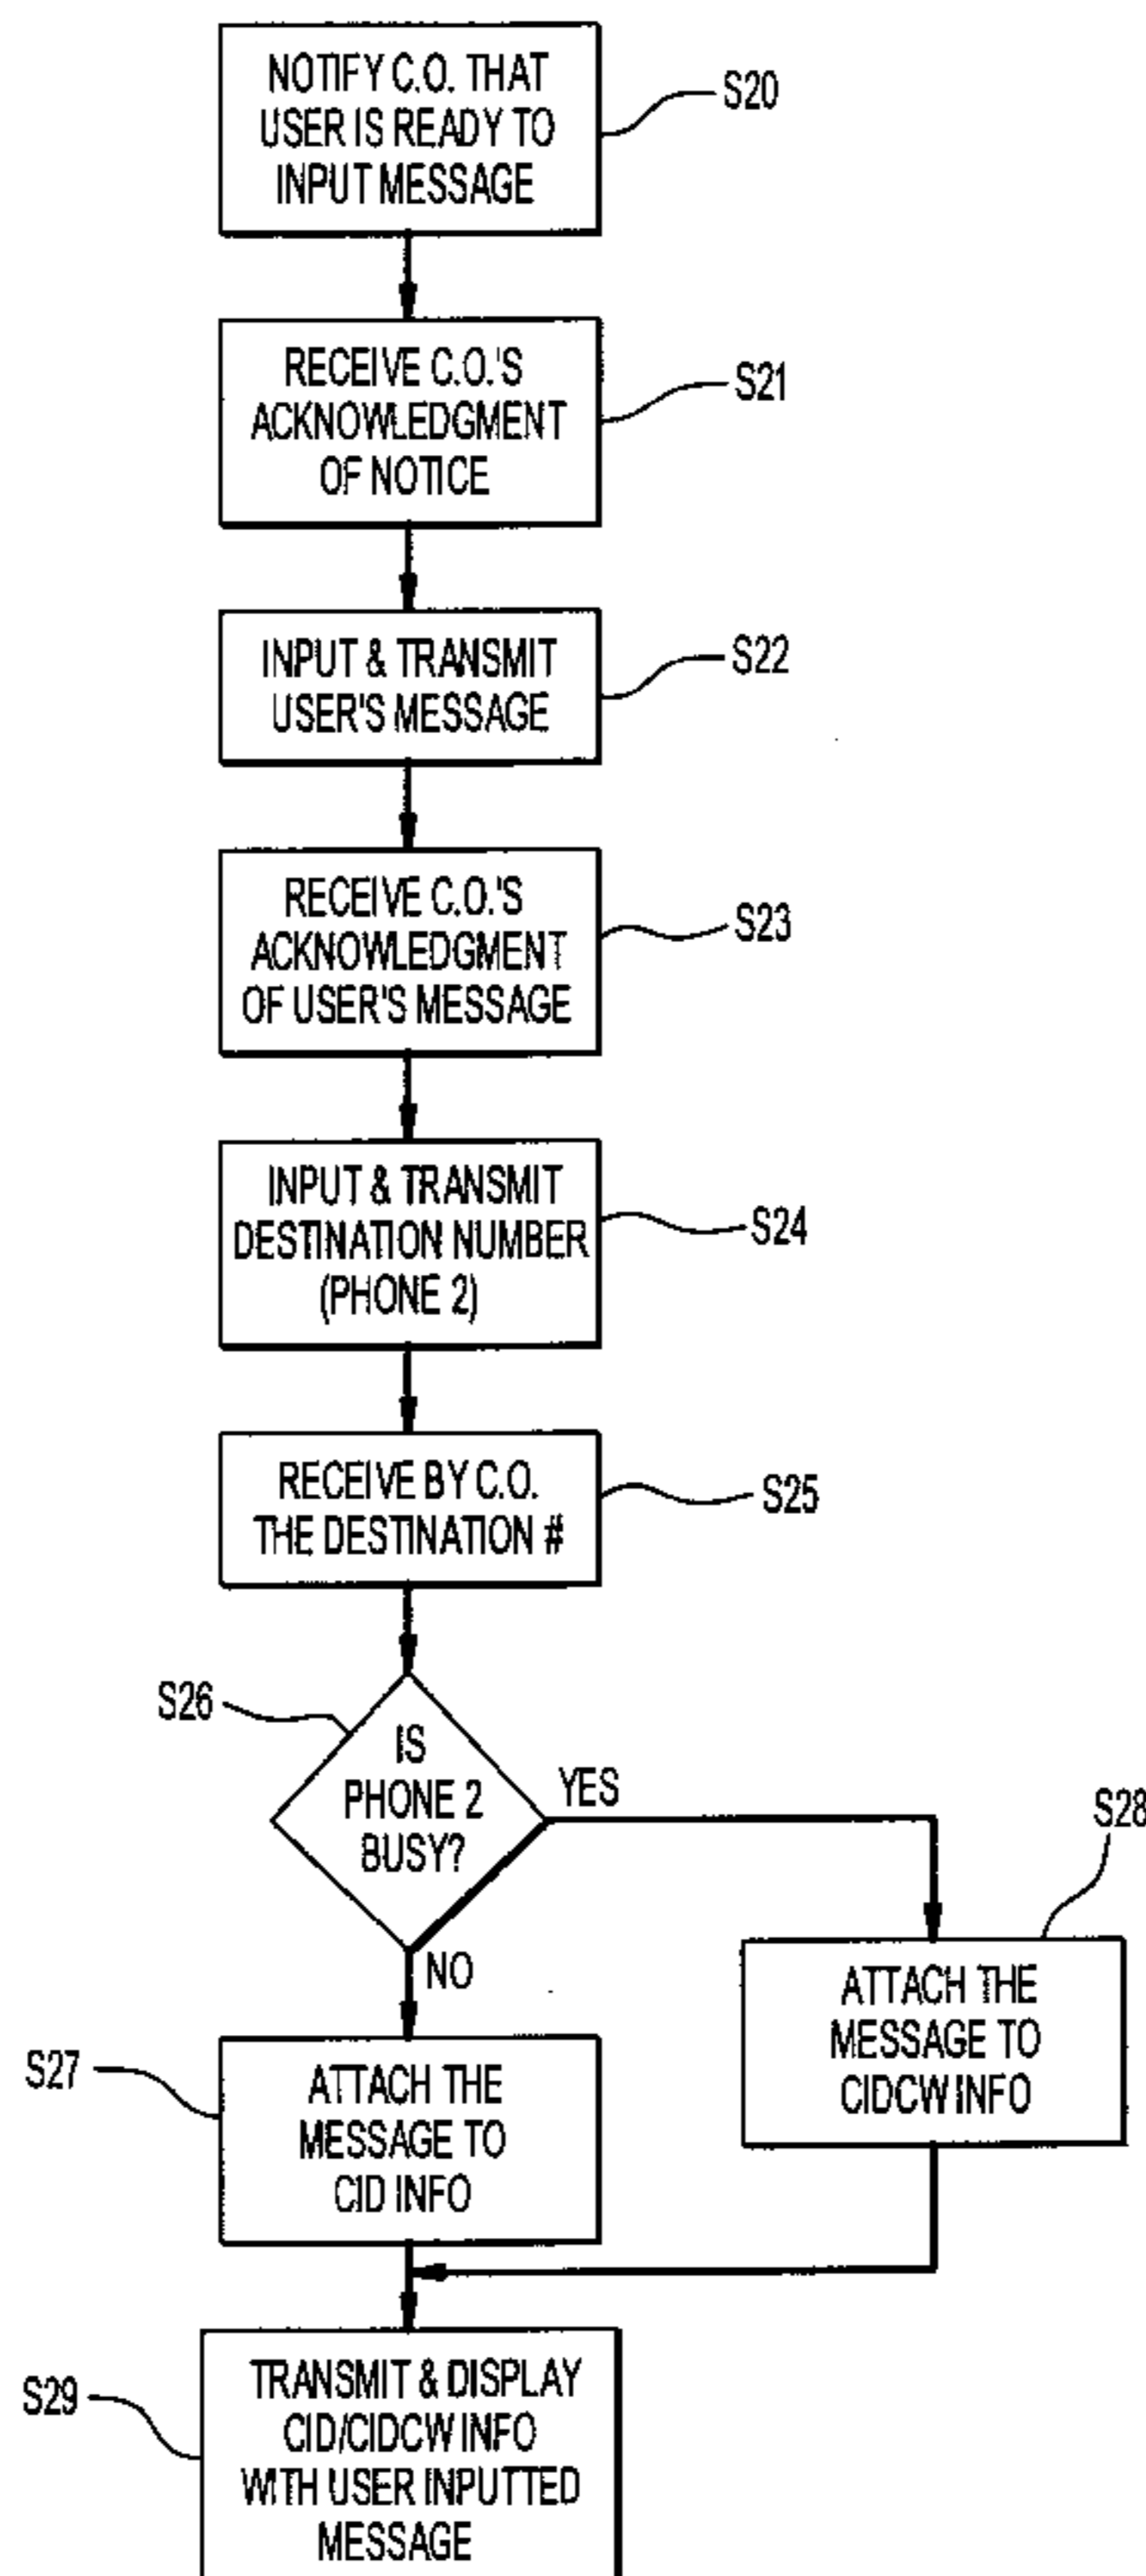 NOTIFY C.O. THAT
USER IS READY TO
INPUT MESSAGE
S20
RECEIVE C.O.'S
ACKNOWLEDGMENT
OF NOTICE
S21
INPUT & TRANSMIT
USER'S MESSAGE
S22
RECEIVE C.O.'S
ACKNOWLEDGMENT
OF USER'S MESSAGE
S23
INPUT & TRANSMIT
DESTINATION NUMBER
(PHONE 2)
S24
RECEIVE BY C.O.
THE DESTINATION #
S25
S26
IS
PHONE 2
BUSY?
YES
NO
S28
ATTACH THE
MESSAGE TO
CIDCW INFO
S27
ATTACH THE
MESSAGE TO
CID INFO
S29
TRANSMIT & DISPLAY
CID/CIDCW INFO
WITH USER INPUTTED
MESSAGE